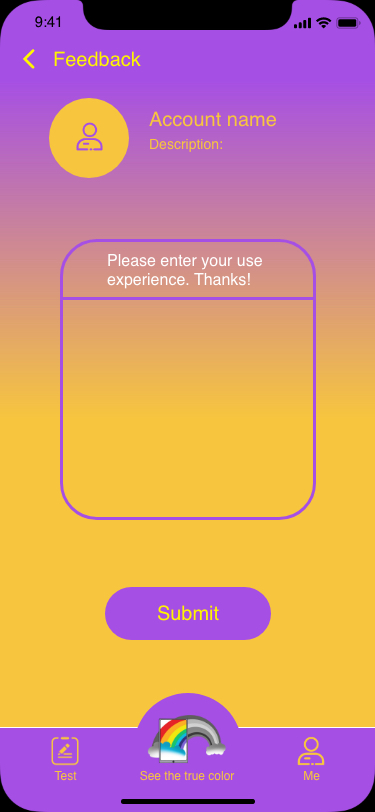 9:41
Feedback
Account name
Description:
Please enter your use
experience. Thanks!
Submit
Test
See the true color
Me